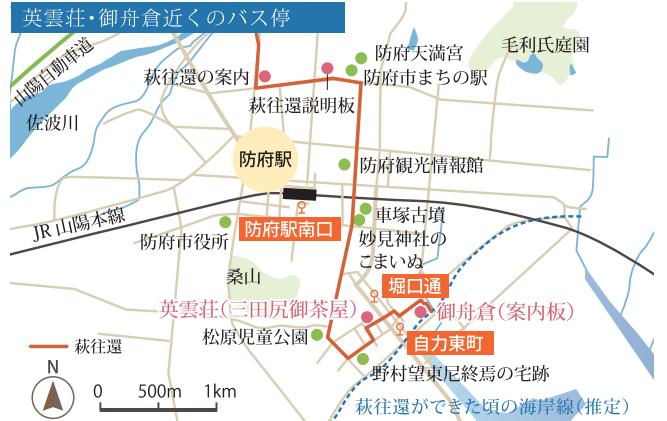 英雲荘・御舟倉近くのバス停
山陽自動車道
佐波川
萩往還の案内
防府天満宮
防府市まちの駅
毛利氏庭園
萩往還説明板
防府駅
防府観光情報館
JR山陽本線
防府市役所
防府駅南口
車塚古墳
妙見神社の
こまいぬ
桑山
堀口通
英雲荘(三田尻御茶屋)
御舟倉(案内板)
松原児童公園
自力東町
野村望東尼終焉の宅跡
萩往還
N
0 500m 1km
萩往還ができた頃の海岸線(推定)